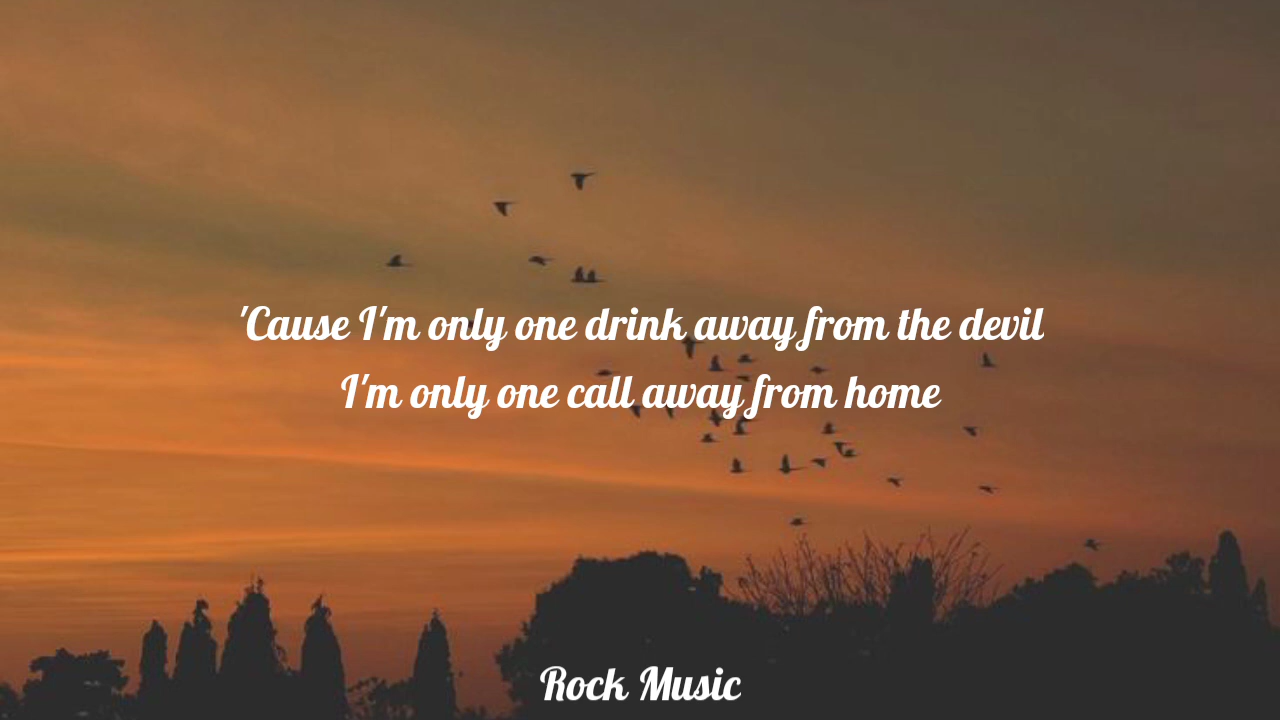 'Cause I'm only one drink away from the devil
I'm only one call away from home
Rock Music